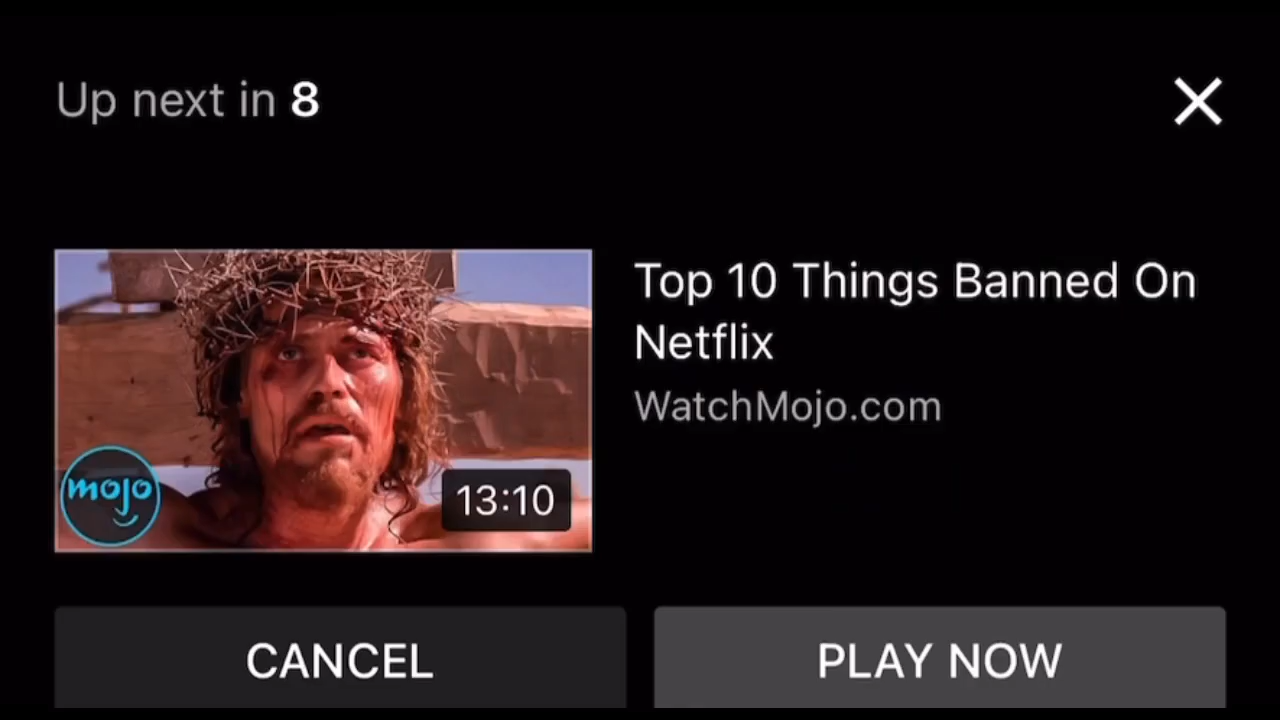 Up next in 8
Top 10 Things Banned On
Netflix
WatchMojo.com
mojo
13:10
CANCEL
PLAY NOW